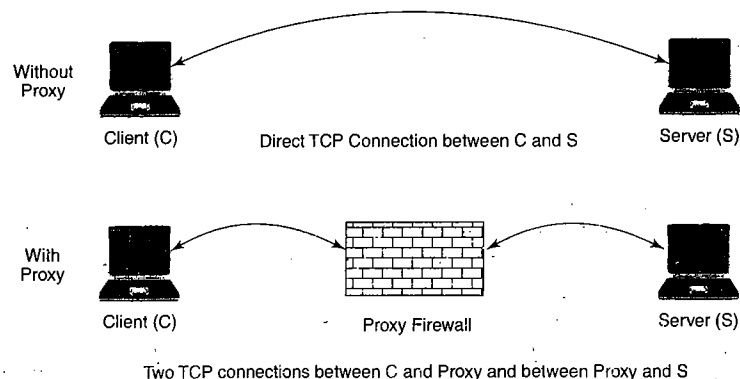 Without
Proxy
Client (C)
Direct TCP Connection between C and S
Server (S)
With
Proxy
Client (C)
Proxy Firewall
Server (S)
Two TCP connections between C and Proxy and between Proxy and S